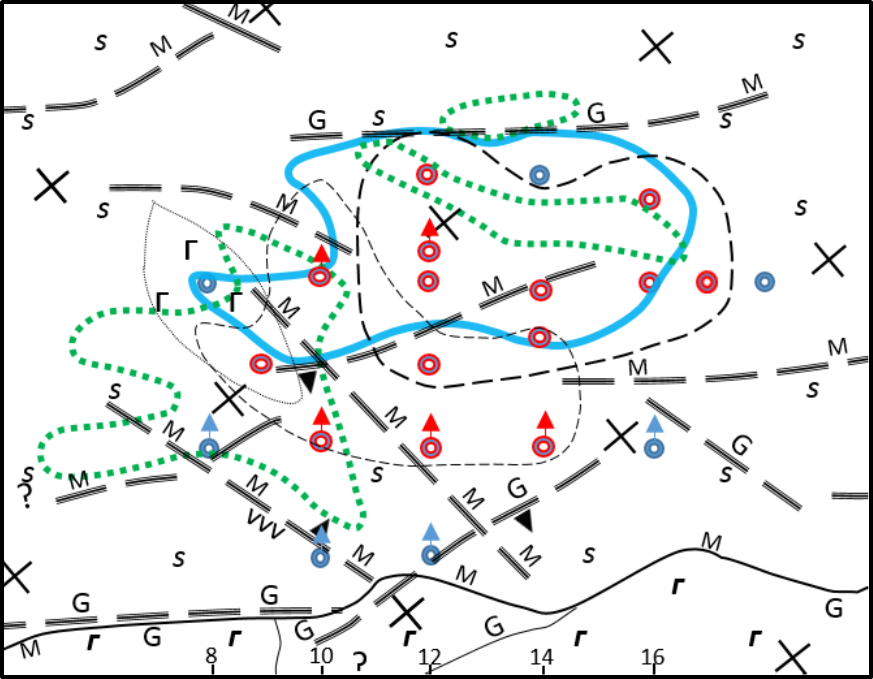 M
s M s s
M
s G s G s
M
s s
Г M
Г Г M
M
M
M
s M s
M G
s M M G s
? s
VVV M
s M M s
M Г
G G G
M Г G Г Г G Г Г
8 10 ? 12 14 16